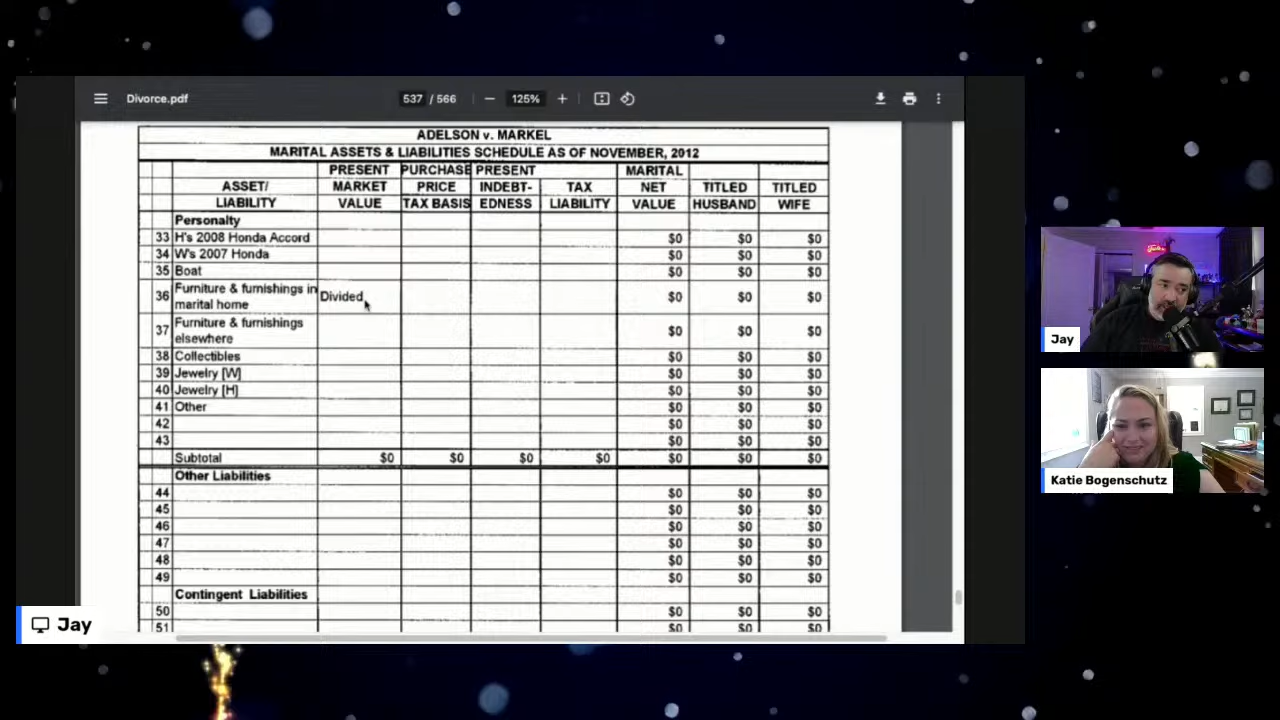 Divorce.pdf 537 / 566 125%
ADELSON v. MARKEL
MARITAL ASSETS & LIABILITIES SCHEDULE AS OF NOVEMBER, 2012
PRESENT PURCHASE PRESENT MARITAL
ASSET/ MARKET PRICE INDEBT- TAX NET TITLED TITLED
LIABILITY VALUE TAX BASIS EDNESS LIABILITY VALUE HUSBAND WIFE
Personalty
33 H's 2008 Honda Accord $0 $0 $0
34 W's 2007 Honda $0 $0 $0
35 Boat $0 $0 $0
36 Furniture & furnishings in marital home Divided $0 $0 $0
37 Furniture & furnishings elsewhere $0 $0 $0
38 Collectibles $0 $0 $0
39 Jewelry [W] $0 $0 $0
40 Jewelry [H] $0 $0 $0
41 Other $0 $0 $0
42 $0 $0 $0
43 $0 $0 $0
Subtotal $0 $0 $0 $0 $0 $0 $0
Other Liabilities
44 $0 $0 $0
45 $0 $0 $0
46 $0 $0 $0
47 $0 $0 $0
48 $0 $0 $0
49 $0 $0 $0
Contingent Liabilities
50 $0 $0 $0
51 $0 $0 $0
Jay
Jay
Katie Bogenschutz